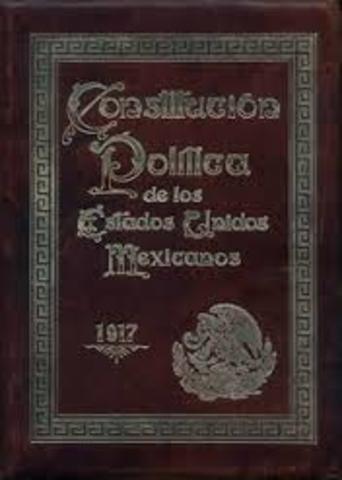 Constitución
Política
de los
Estados Unidos
Mexicanos
1917